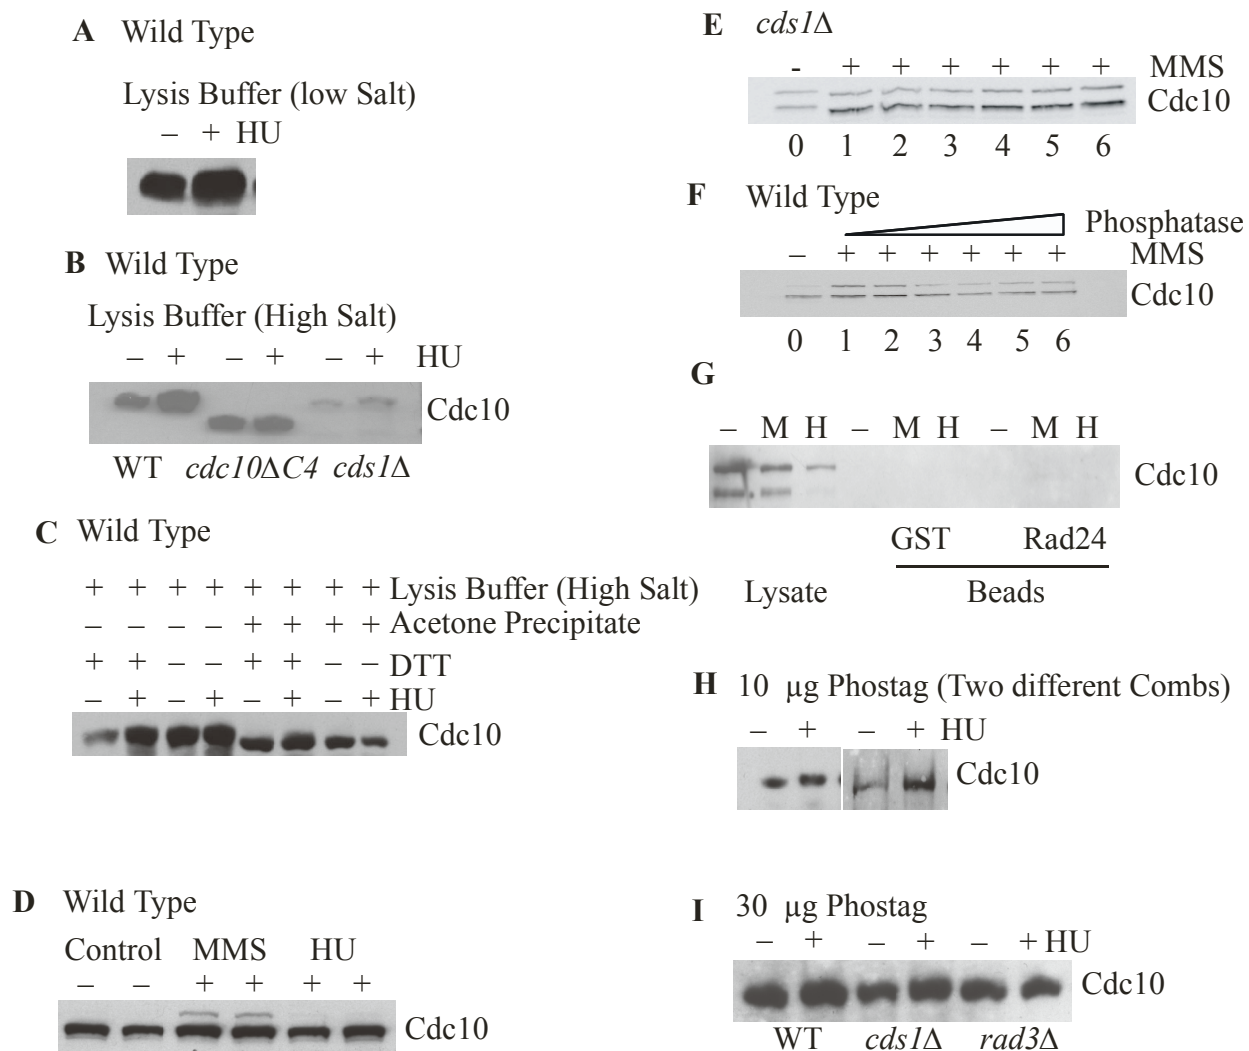 A Wild Type
Lysis Buffer (low Salt)
– + HU
B Wild Type
Lysis Buffer (High Salt)
– + – + – + HU
Cdc10
WT cdc10ΔC4 cds1Δ
C Wild Type
+ + + + + + + + Lysis Buffer (High Salt)
– – – – + + + + Acetone Precipitate
+ + – – + + – – DTT
– + – + – + – + HU
Cdc10
D Wild Type
Control MMS HU
– – + + + +
Cdc10
E cds1Δ
- + + + + + + MMS
Cdc10
0 1 2 3 4 5 6
F Wild Type
Phosphatase
– + + + + + + MMS
Cdc10
0 1 2 3 4 5 6
G
– M H – M H – M H
Cdc10
GST Rad24
Lysate Beads
H 10 µg Phostag (Two different Combs)
– + – + HU
Cdc10
I 30 µg Phostag
– + – + – + HU
Cdc10
WT cds1Δ rad3Δ